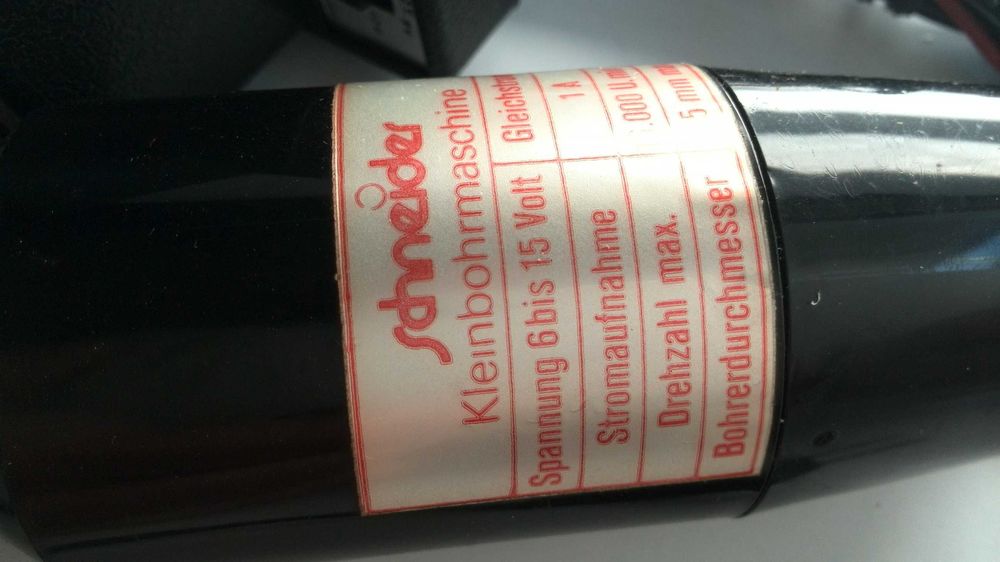 schneider
Kleinbohrmaschine
Spannung 6 bis 15 Volt
Stromaufnahme 1 A
Drehzahl max.
Bohrerdurchmesser 5 mm